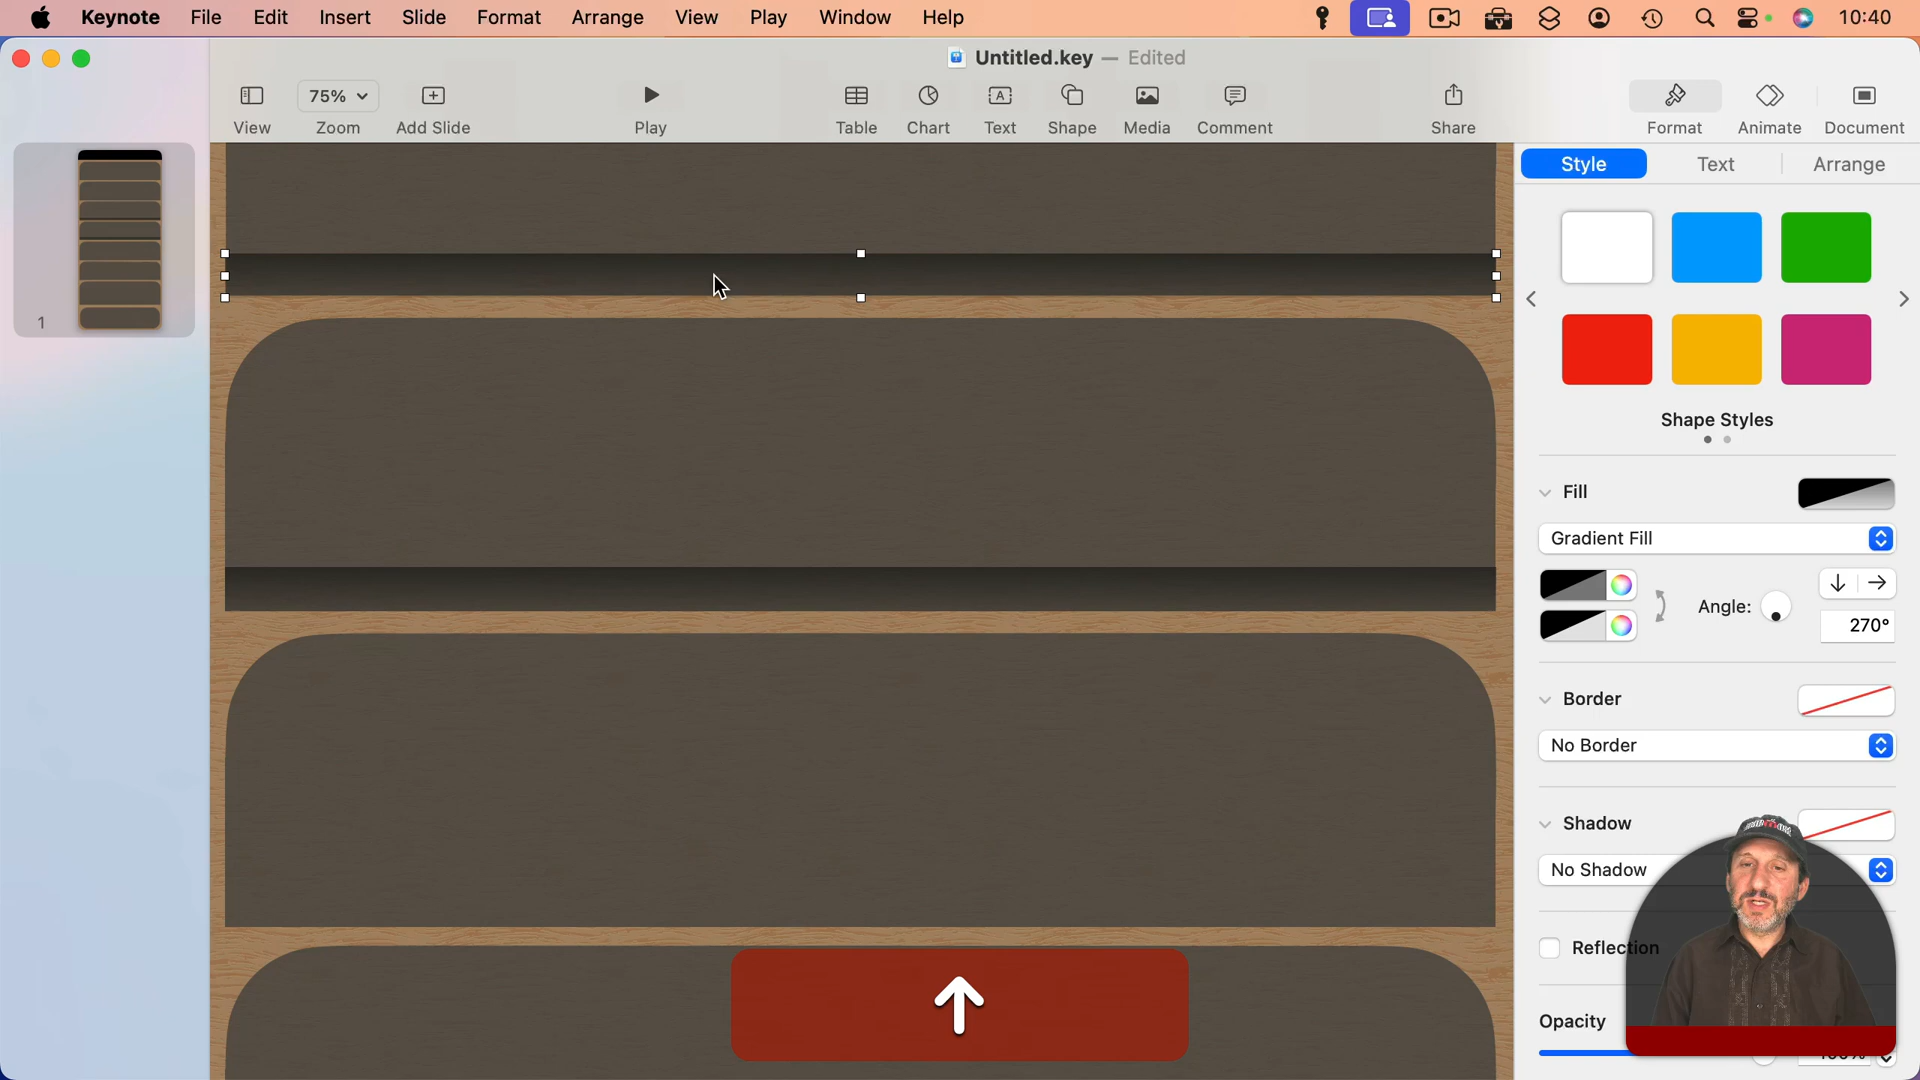 Keynote File Edit Insert Slide Format Arrange View Play Window Help 10:40
Untitled.key — Edited
75%
View Zoom Add Slide Play Table Chart Text Shape Media Comment Share Format Animate Document
Style Text Arrange
1
Shape Styles
Fill
Gradient Fill
Angle:
270°
Border
No Border
Shadow
No Shadow
Reflection
Opacity